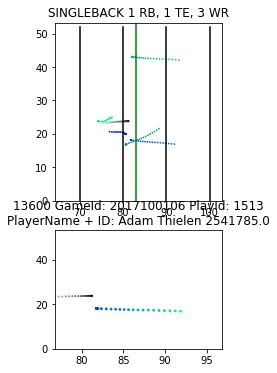 SINGLEBACK 1 RB, 1 TE, 3 WR
50
40
30
20
10
0
70 80 90 100
13600 GameId: 2017100106 PlayId: 1513
PlayerName + ID: Adam Thielen 2541785.0
40
20
0
80 85 90 95